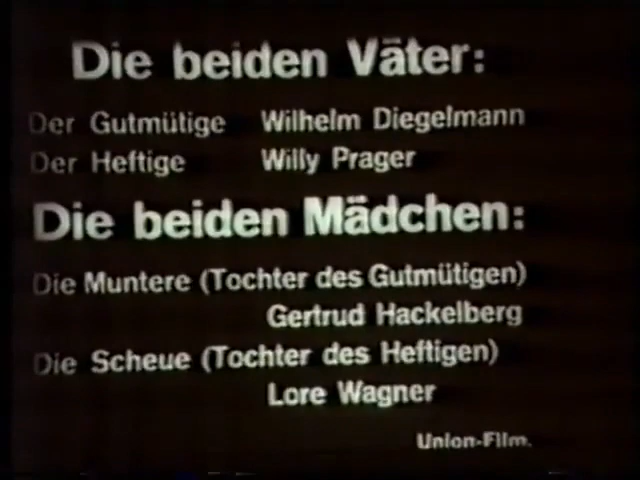 Die beiden Väter:
Der Gutmütige Wilhelm Diegelmann
Der Heftige Willy Prager
Die beiden Mädchen:
Die Muntere (Tochter des Gutmütigen)
Gertrud Hackelberg
Die Scheue (Tochter des Heftigen)
Lore Wagner
Union-Film.